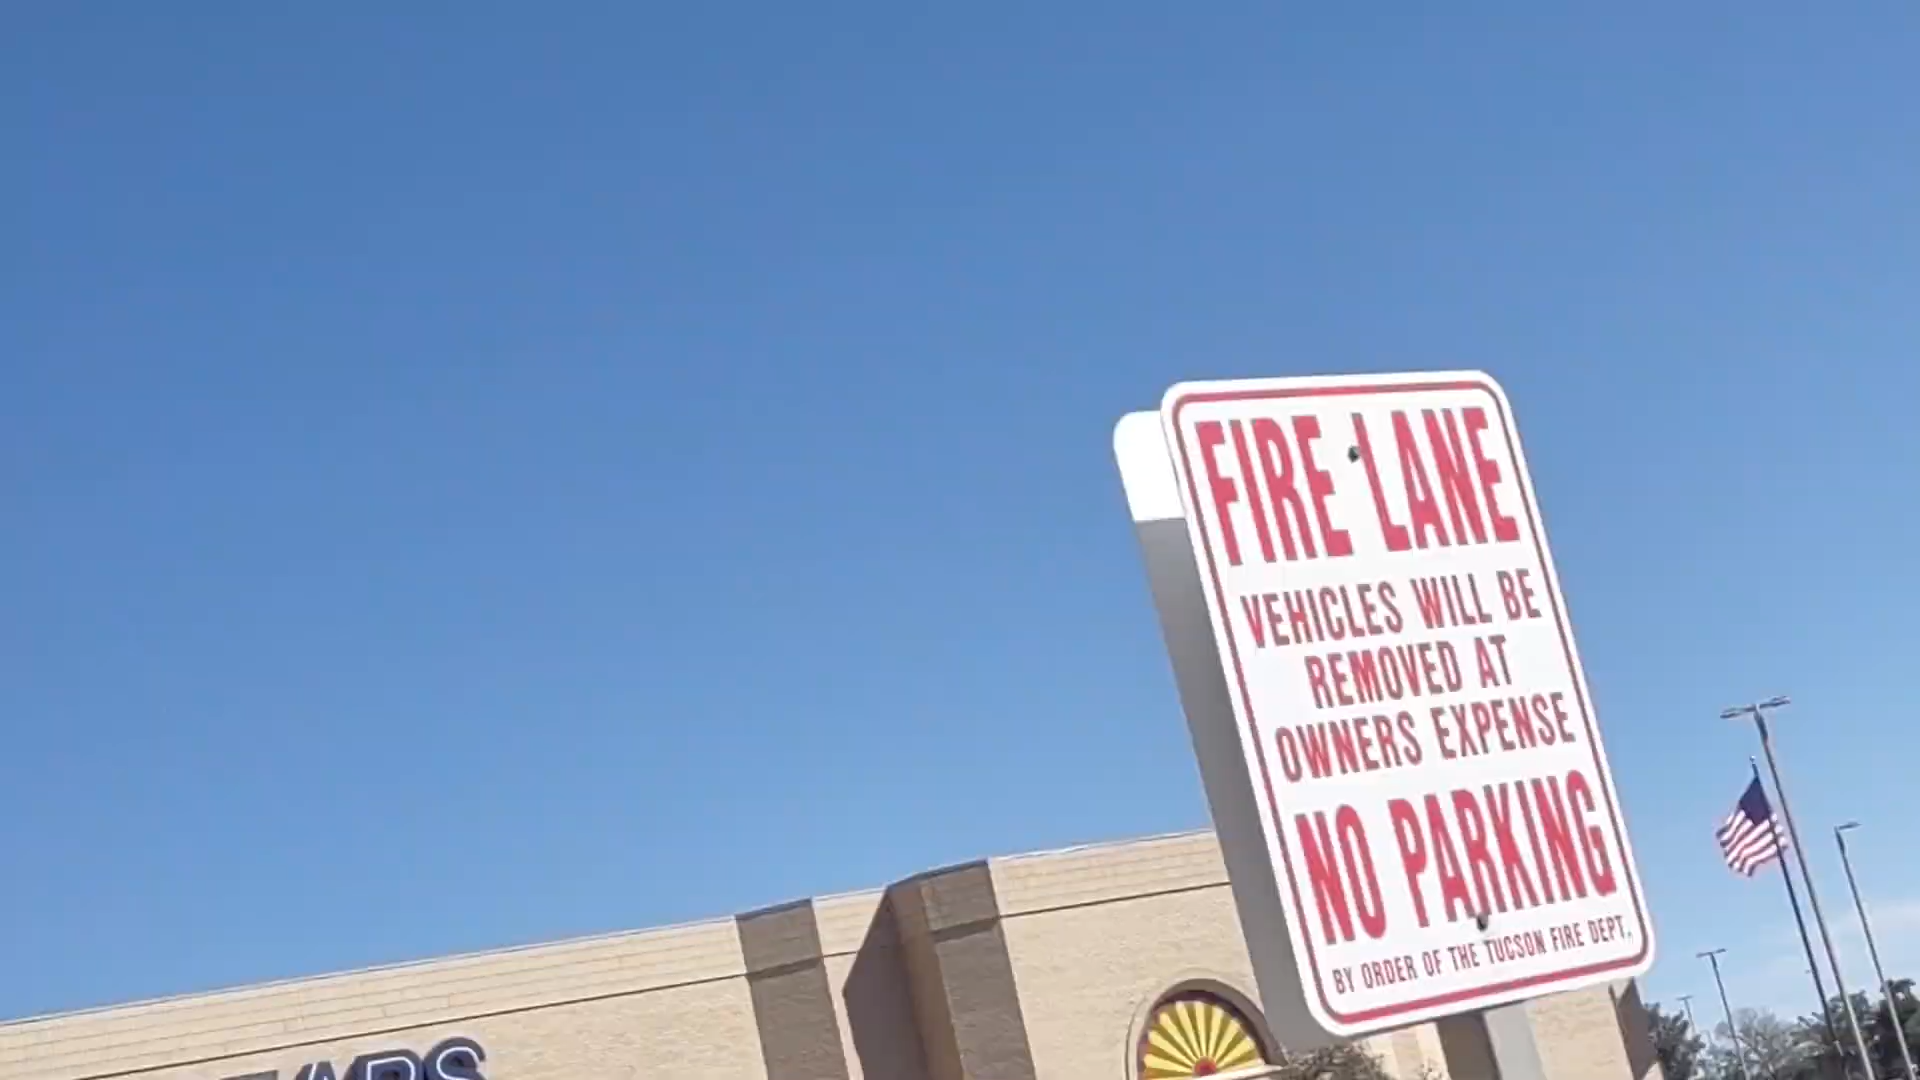 FIRE LANE
VEHICLES WILL BE
REMOVED AT
OWNERS EXPENSE
NO PARKING
BY ORDER OF THE TUCSON FIRE DEPT.